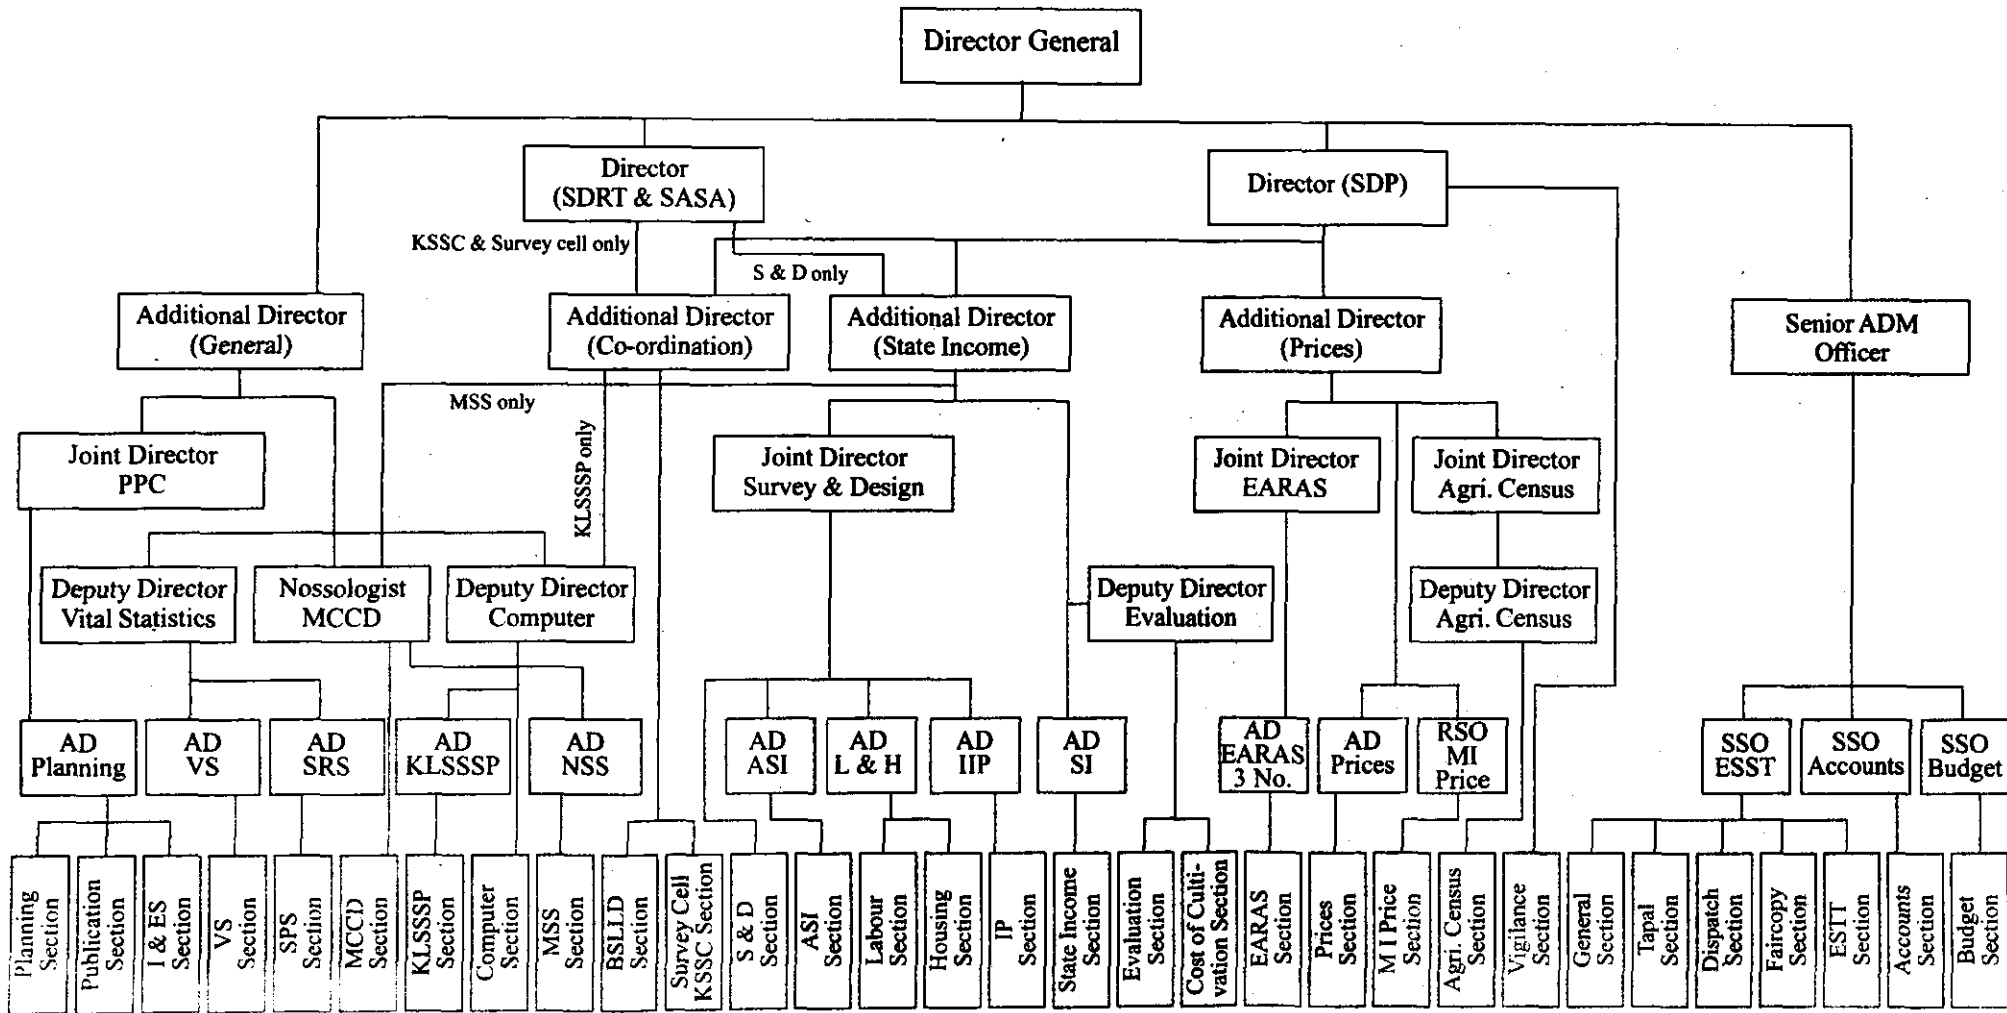 Director General
Director
(SDRT & SASA)
Director (SDP)
KSSC & Survey cell only
S & D only
Additional Director
(General)
Additional Director
(Co-ordination)
Additional Director
(State Income)
Additional Director
(Prices)
Senior ADM
Officer
MSS only
KLSSSP only
Joint Director
PPC
Joint Director
Survey & Design
Joint Director
EARAS
Joint Director
Agri. Census
Deputy Director
Vital Statistics
Nossologist
MCCD
Deputy Director
Computer
Deputy Director
Evaluation
Deputy Director
Agri. Census
AD
Planning
AD
VS
AD
SRS
AD
KLSSSP
AD
NSS
AD
ASI
AD
L & H
AD
IIP
AD
SI
AD
EARAS
3 No.
AD
Prices
RSO
MI
Price
SSO
ESST
SSO
Accounts
SSO
Budget
Planning
Section
Publication
Section
I & ES
Section
VS
Section
SPS
Section
MCCD
Section
KLSSSP
Section
Computer
Section
MSS
Section
BSLLD
Section
Survey Cell
KSSC Section
S & D
Section
ASI
Section
Labour
Section
Housing
Section
IP
Section
State Income
Section
Evaluation
Section
Cost of Culti-
vation Section
EARAS
Section
Prices
Section
M I Price
Section
Agri. Census
Section
Vigilance
Section
General
Section
Tapal
Section
Dispatch
Section
Faircopy
Section
ESTT
Section
Accounts
Section
Budget
Section